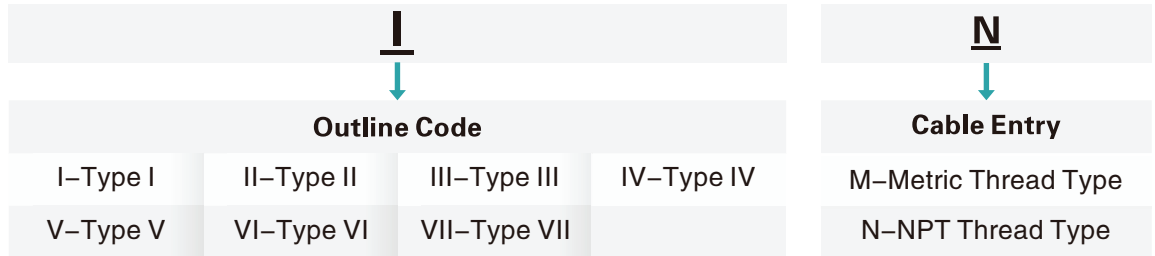 I N
Outline Code Cable Entry
I–Type I II–Type II III–Type III IV–Type IV M–Metric Thread Type
V–Type V VI–Type VI VII–Type VII N–NPT Thread Type